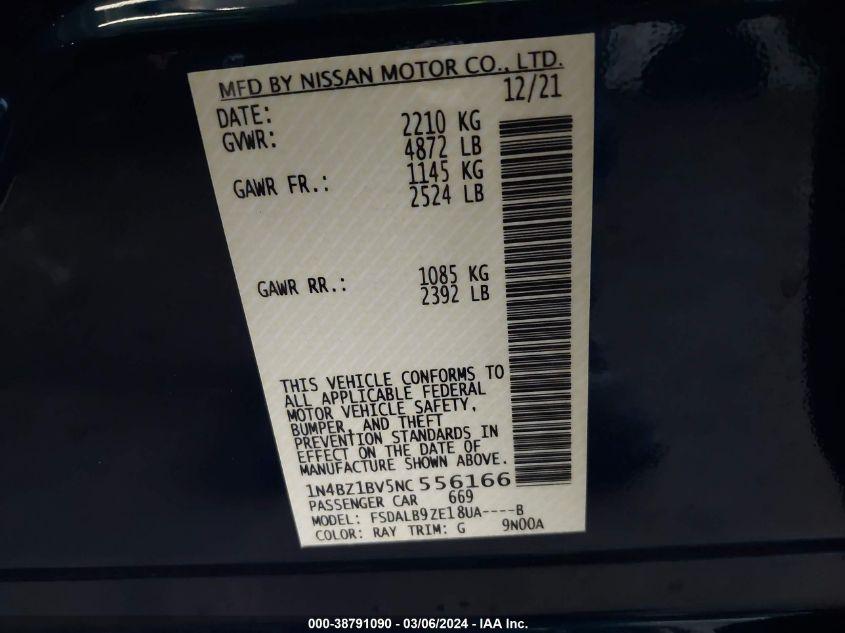 MFD BY NISSAN MOTOR CO., LTD.
DATE: 12/21
GVWR: 2210 KG
4872 LB
GAWR FR.: 1145 KG
2524 LB
GAWR RR.: 1085 KG
2392 LB
THIS VEHICLE CONFORMS TO
ALL APPLICABLE FEDERAL
MOTOR VEHICLE SAFETY,
BUMPER, AND THEFT
PREVENTION STANDARDS IN
EFFECT ON THE DATE OF
MANUFACTURE SHOWN ABOVE.
1N4BZ1BV5NC 556166
PASSENGER CAR 669
MODEL: FSDALB9ZE18UA----B
COLOR: RAY TRIM: G 9N00A
000-38791090 - 03/06/2024 - IAA Inc.